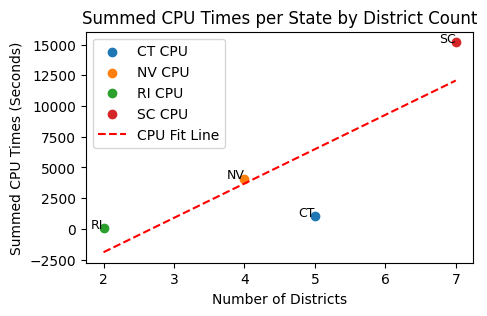 Summed CPU Times per State by District Count
Summed CPU Times (Seconds)
15000
12500
10000
7500
5000
2500
0
−2500
CT CPU
NV CPU
RI CPU
SC CPU
CPU Fit Line
SC
NV
CT
RI
2
3
4
5
6
7
Number of Districts